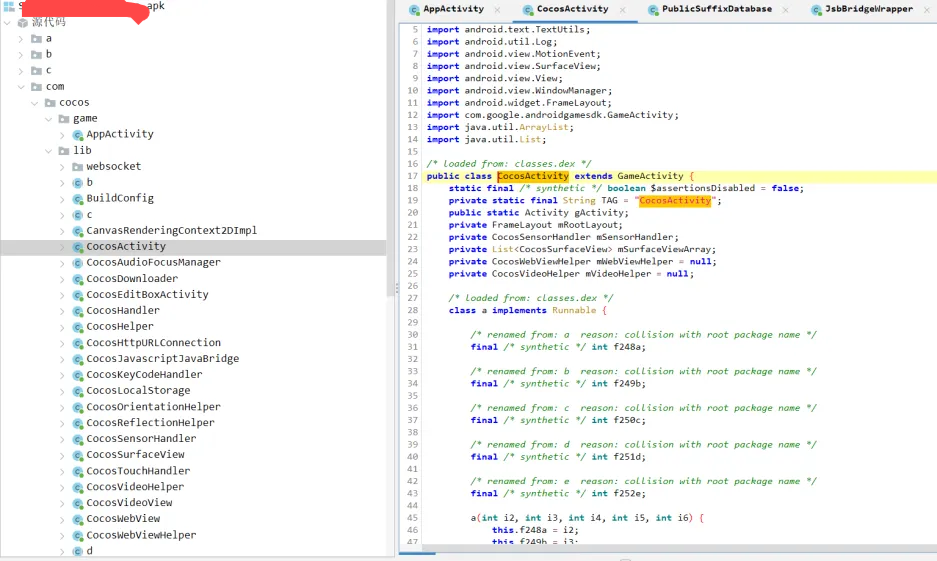 S
apk
源代码
a
b
c
com
cocos
game
AppActivity
lib
websocket
b
BuildConfig
c
CanvasRenderingContext2DImpl
CocosActivity
CocosAudioFocusManager
CocosDownloader
CocosEditBoxActivity
CocosHandler
CocosHelper
CocosHttpURLConnection
CocosJavascriptJavaBridge
CocosKeyCodeHandler
CocosLocalStorage
CocosOrientationHelper
CocosReflectionHelper
CocosSensorHandler
CocosSurfaceView
CocosTouchHandler
CocosVideoHelper
CocosVideoView
CocosWebView
CocosWebViewHelper
d
AppActivity × CocosActivity × PublicSuffixDatabase × JsbBridgeWrapper ×
5 import android.text.TextUtils;
6 import android.util.Log;
7 import android.view.MotionEvent;
8 import android.view.SurfaceView;
9 import android.view.View;
10 import android.view.WindowManager;
11 import android.widget.FrameLayout;
12 import com.google.androidgamesdk.GameActivity;
13 import java.util.ArrayList;
14 import java.util.List;
15
16 /* loaded from: classes.dex */
17 public class CocosActivity extends GameActivity {
18 static final /* synthetic */ boolean $assertionsDisabled = false;
19 private static final String TAG = "CocosActivity";
20 public static Activity gActivity;
21 private FrameLayout mRootLayout;
22 private CocosSensorHandler mSensorHandler;
23 private List<CocosSurfaceView> mSurfaceViewArray;
24 private CocosWebViewHelper mWebViewHelper = null;
25 private CocosVideoHelper mVideoHelper = null;
26
27 /* loaded from: classes.dex */
28 class a implements Runnable {
29
30 /* renamed from: a reason: collision with root package name */
31 final /* synthetic */ int f248a;
32
33 /* renamed from: b reason: collision with root package name */
34 final /* synthetic */ int f249b;
35
36 /* renamed from: c reason: collision with root package name */
37 final /* synthetic */ int f250c;
38
39 /* renamed from: d reason: collision with root package name */
40 final /* synthetic */ int f251d;
41
42 /* renamed from: e reason: collision with root package name */
43 final /* synthetic */ int f252e;
44
45 a(int i2, int i3, int i4, int i5, int i6) {
46 this.f248a = i2;
47 this.f249b = i3;